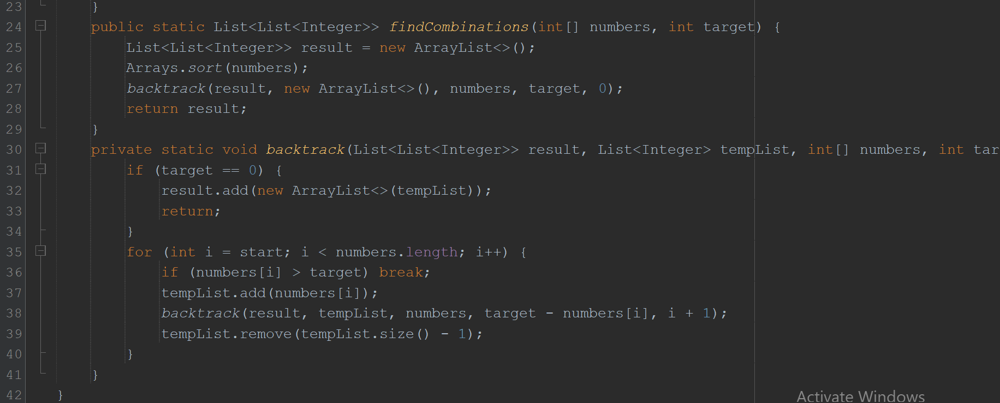 23 }
24 public static List<List<Integer>> findCombinations(int[] numbers, int target) {
25 List<List<Integer>> result = new ArrayList<>();
26 Arrays.sort(numbers);
27 backtrack(result, new ArrayList<>(), numbers, target, 0);
28 return result;
29 }
30 private static void backtrack(List<List<Integer>> result, List<Integer> tempList, int[] numbers, int tar
31 if (target == 0) {
32 result.add(new ArrayList<>(tempList));
33 return;
34 }
35 for (int i = start; i < numbers.length; i++) {
36 if (numbers[i] > target) break;
37 tempList.add(numbers[i]);
38 backtrack(result, tempList, numbers, target - numbers[i], i + 1);
39 tempList.remove(tempList.size() - 1);
40 }
41 }
42 }
Activate Windows